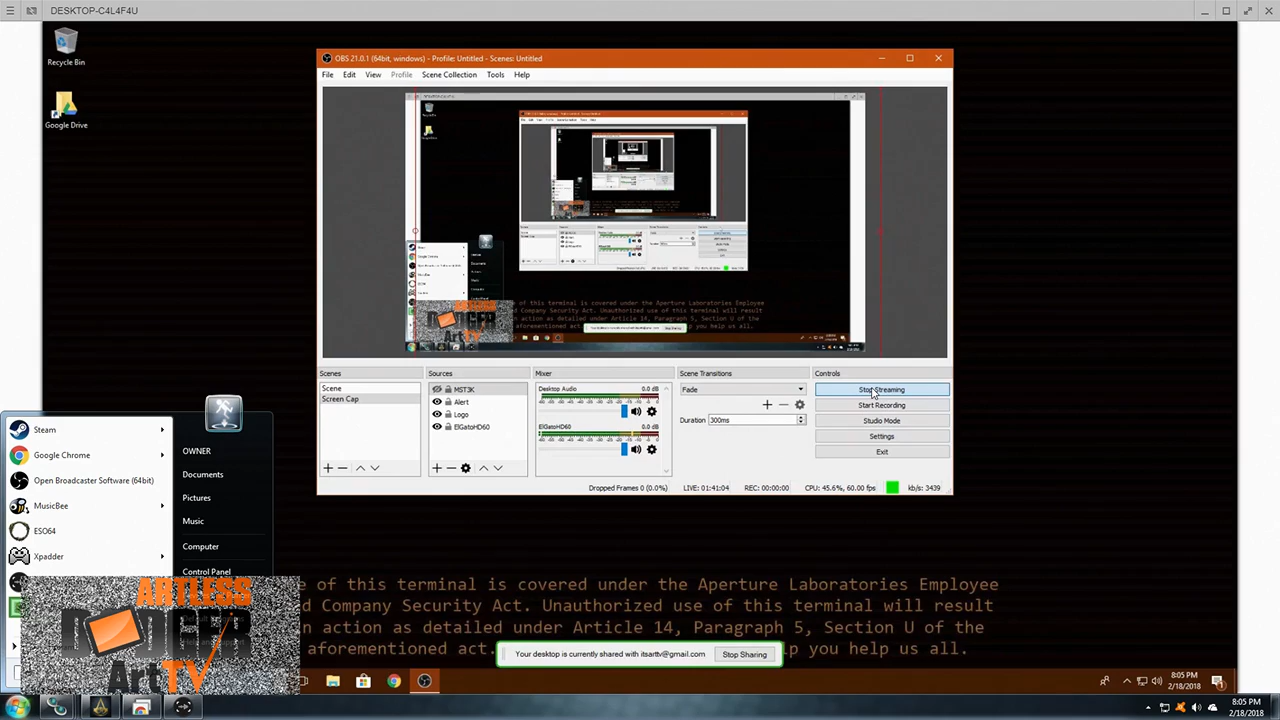 DESKTOP-C4L4F4U
Recycle Bin
Google Drive
OBS 21.0.1 (64bit, windows) - Profile: Untitled - Scenes: Untitled
File Edit View Profile Scene Collection Tools Help
Scenes
Scene
Screen Cap
Sources
MST3K
Alert
Logo
ElGatoHD60
Mixer
Desktop Audio 0.0 dB
ElGatoHD60 0.0 dB
Scene Transitions
Fade
Duration 300ms
Controls
Stop Streaming
Start Recording
Studio Mode
Settings
Exit
Dropped Frames 0 (0.0%) LIVE: 01:41:04 REC: 00:00:00 CPU: 45.6%, 60.00 fps kb/s: 3439
Steam
Google Chrome
Open Broadcaster Software (64bit)
MusicBee
ESO64
Xpadder
OWNER
Documents
Pictures
Music
Computer
Control Panel
ARTLESS
ArtTV
e of this terminal is covered under the Aperture Laboratories Employee
d Company Security Act. Unauthorized use of this terminal will result
n action as detailed under Article 14, Paragraph 5, Section U of the
aforementioned act. p you help us all.
Your desktop is currently shared with itsarttv@gmail.com Stop Sharing
8:05 PM
2/18/2018
8:05 PM
2/18/2018